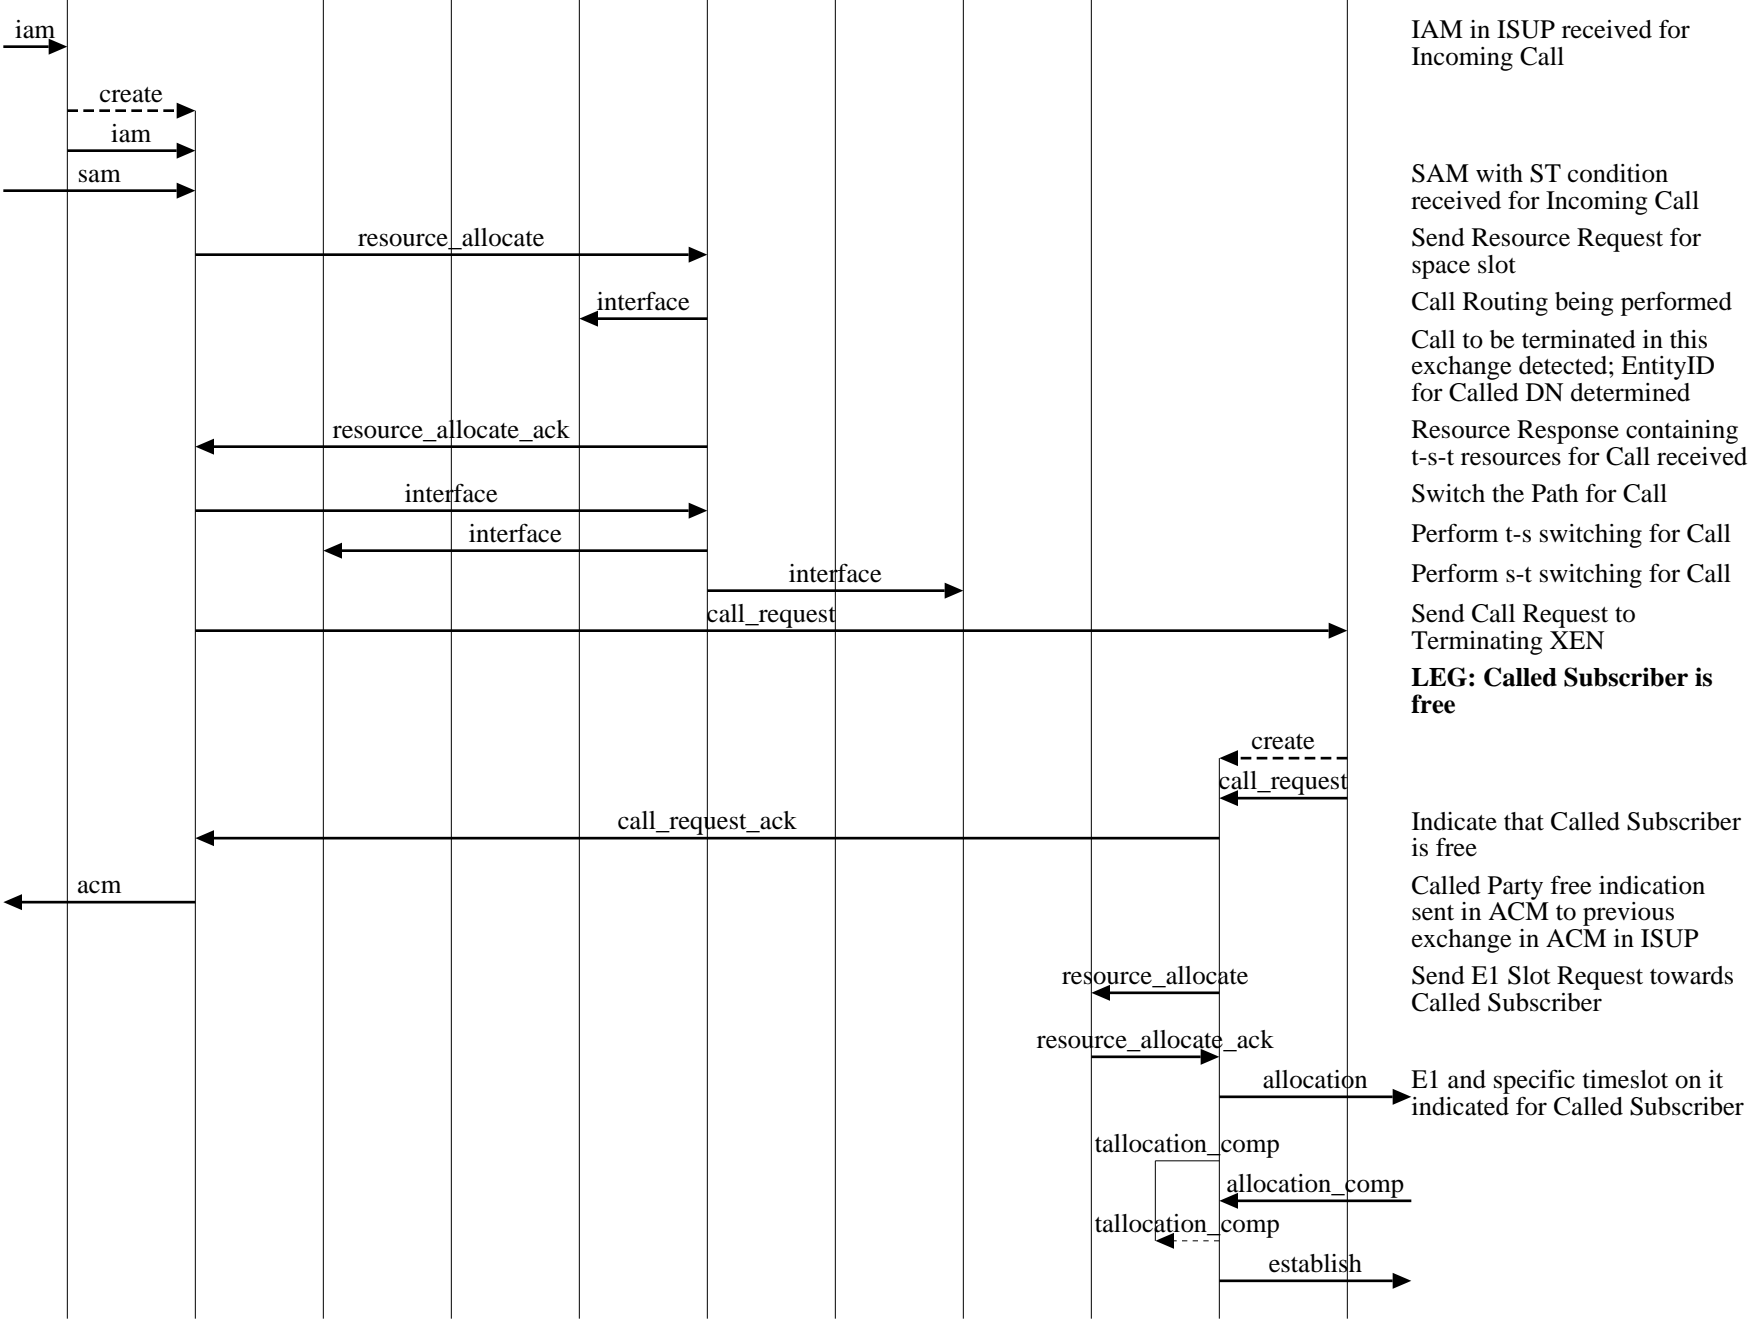 iam
IAM in ISUP received for
Incoming Call
create
iam
sam
SAM with ST condition
received for Incoming Call
resource_allocate
Send Resource Request for
space slot
interface
Call Routing being performed
Call to be terminated in this
exchange detected; EntityID
for Called DN determined
resource_allocate_ack
Resource Response containing
t-s-t resources for Call received
interface
Switch the Path for Call
interface
Perform t-s switching for Call
interface
Perform s-t switching for Call
call_request
Send Call Request to
Terminating XEN
LEG: Called Subscriber is
free
create
call_request
call_request_ack
Indicate that Called Subscriber
is free
acm
Called Party free indication
sent in ACM to previous
exchange in ACM in ISUP
resource_allocate
Send E1 Slot Request towards
Called Subscriber
resource_allocate_ack
allocation
E1 and specific timeslot on it
indicated for Called Subscriber
tallocation_comp
allocation_comp
tallocation_comp
establish